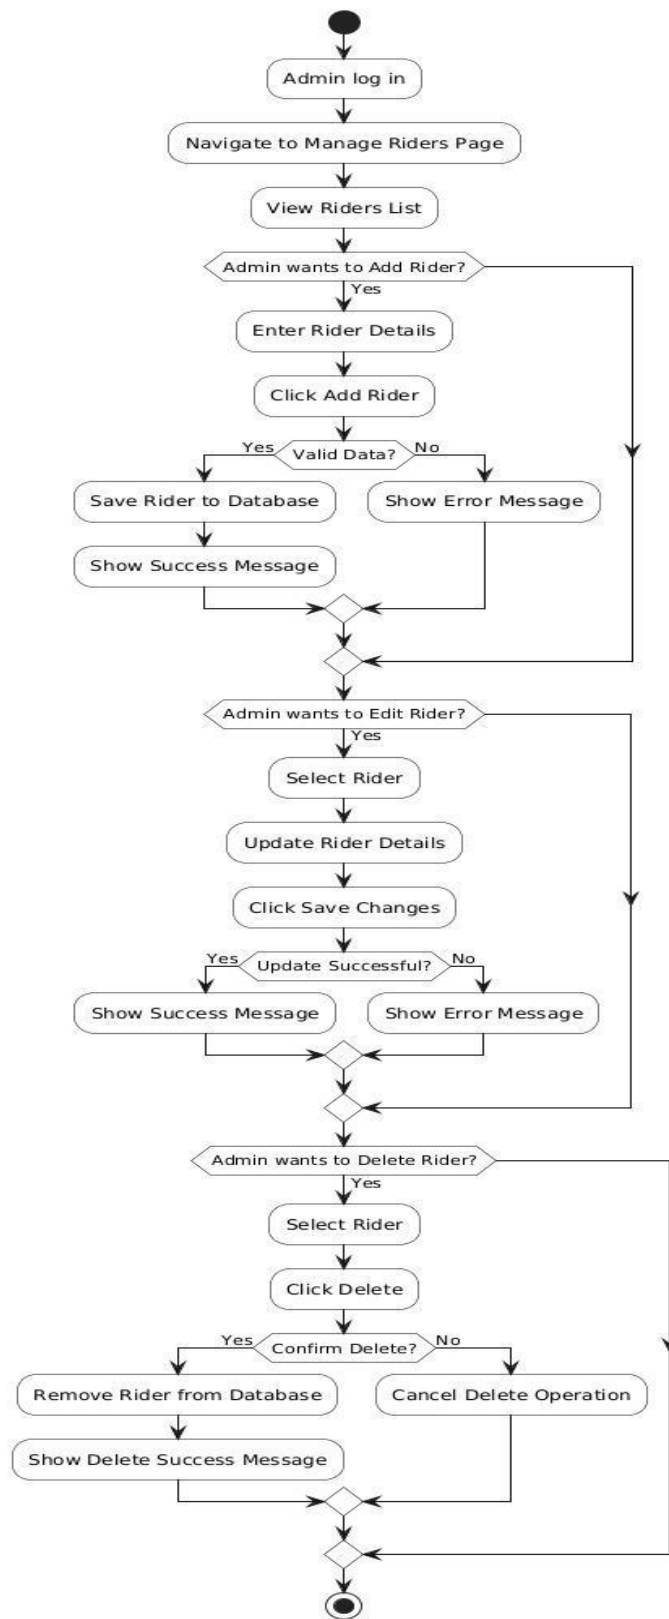 Admin log in
Navigate to Manage Riders Page
View Riders List
Admin wants to Add Rider?
Yes
Enter Rider Details
Click Add Rider
Yes
Valid Data?
No
Save Rider to Database
Show Error Message
Show Success Message
Admin wants to Edit Rider?
Yes
Select Rider
Update Rider Details
Click Save Changes
Yes
Update Successful?
No
Show Success Message
Show Error Message
Admin wants to Delete Rider?
Yes
Select Rider
Click Delete
Yes
Confirm Delete?
No
Remove Rider from Database
Cancel Delete Operation
Show Delete Success Message